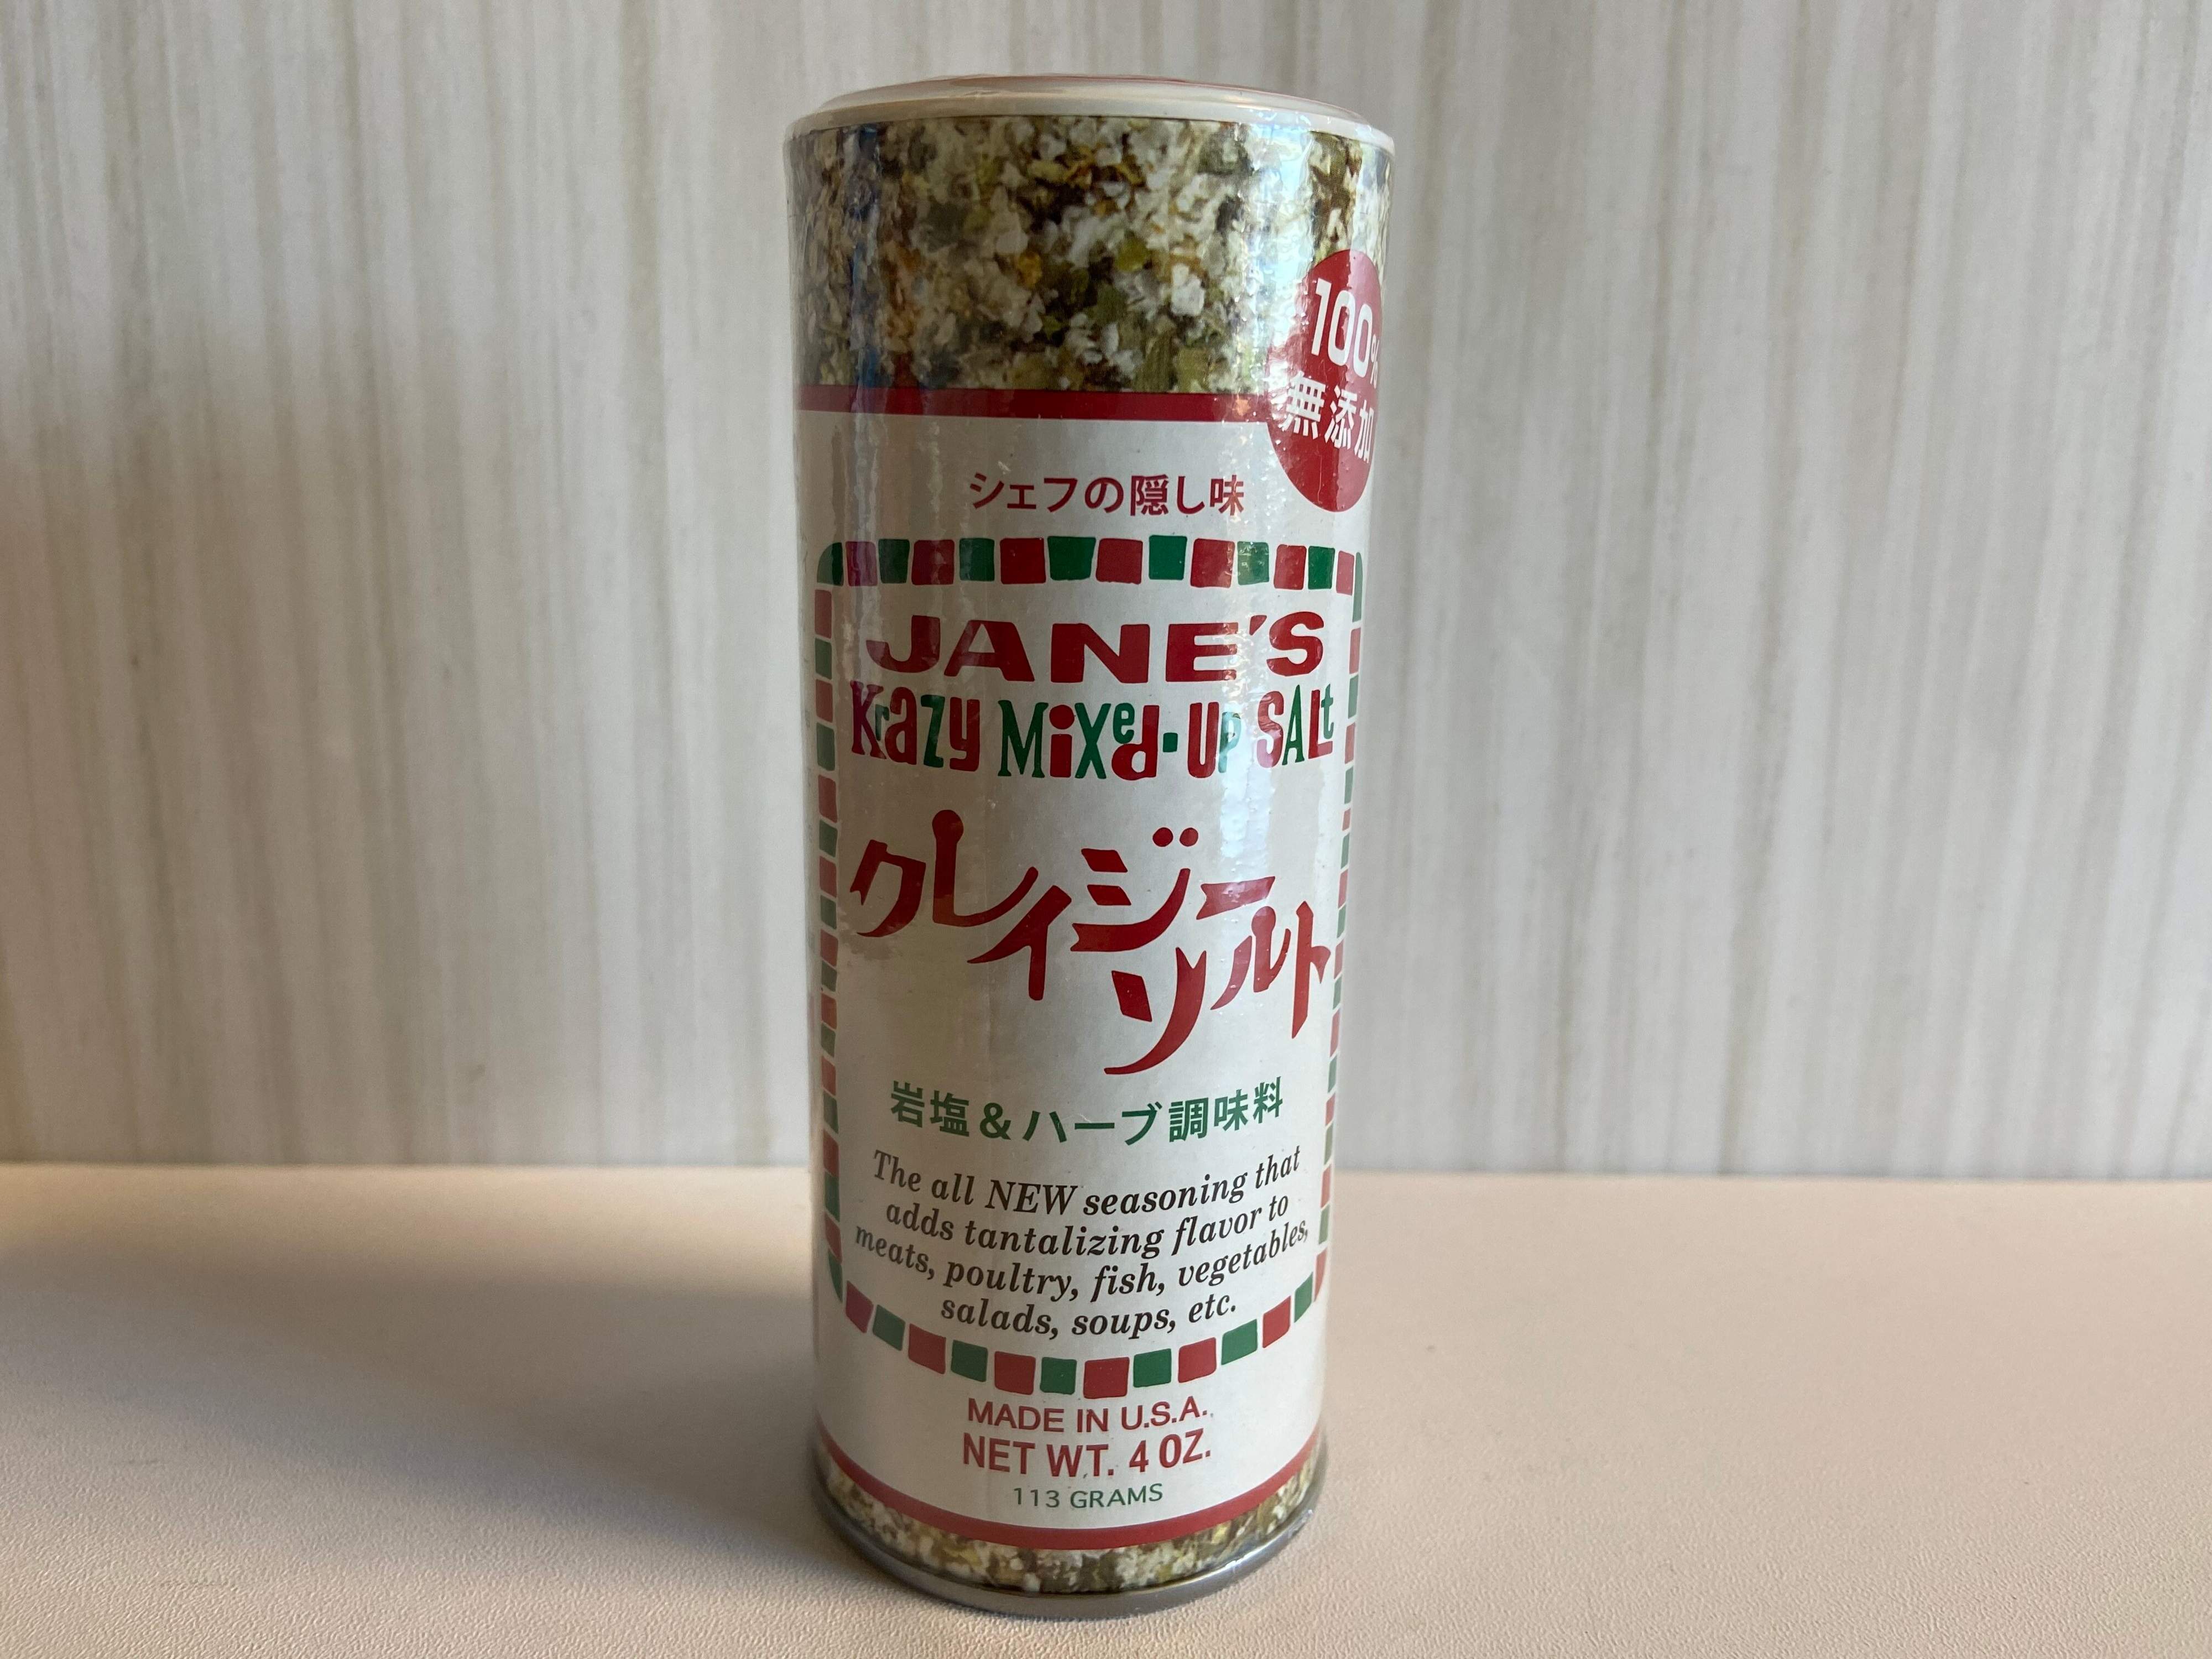 100%
無添加
シェフの隠し味
JANE'S
Krazy Mixed-Up SALt
クレイジー
ソルト
岩塩&ハーブ調味料
The all NEW seasoning that
adds tantalizing flavor to
meats, poultry, fish, vegetables,
salads, soups, etc.
MADE IN U.S.A.
NET WT. 4 OZ.
113 GRAMS